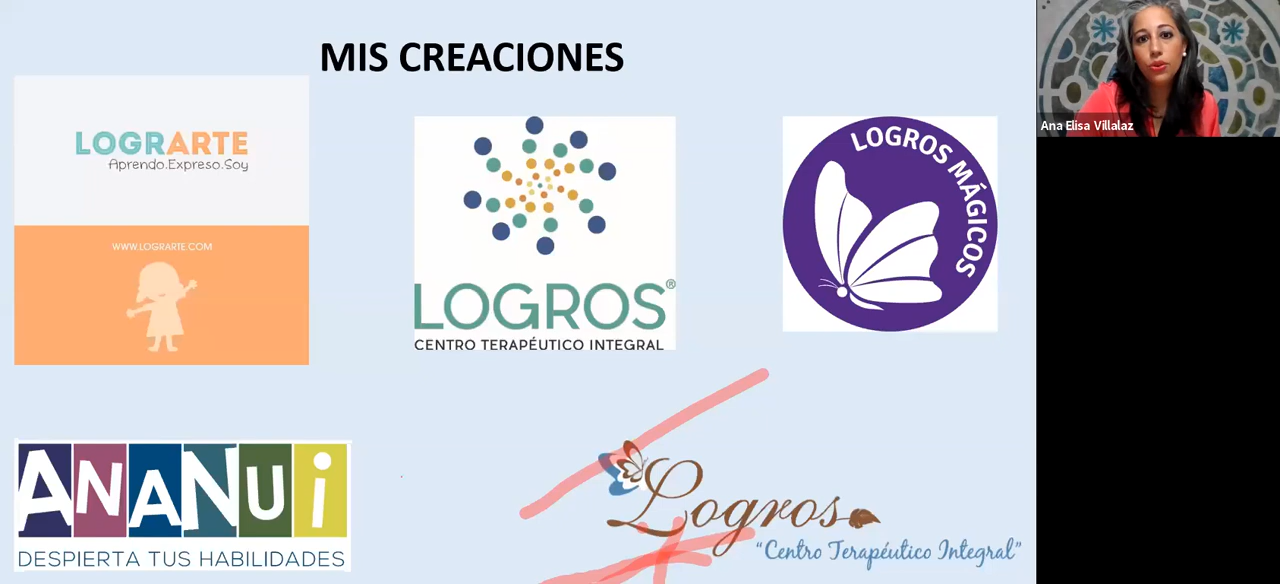 MIS CREACIONES
LOGRARTE
Aprendo.Expreso.Soy
WWW.LOGRARTE.COM
LOGROS®
CENTRO TERAPÉUTICO INTEGRAL
LOGROS MÁGICOS
Ana Elisa Villalaz
ANANUi
DESPIERTA TUS HABILIDADES
Logros
“Centro Terapéutico Integral”